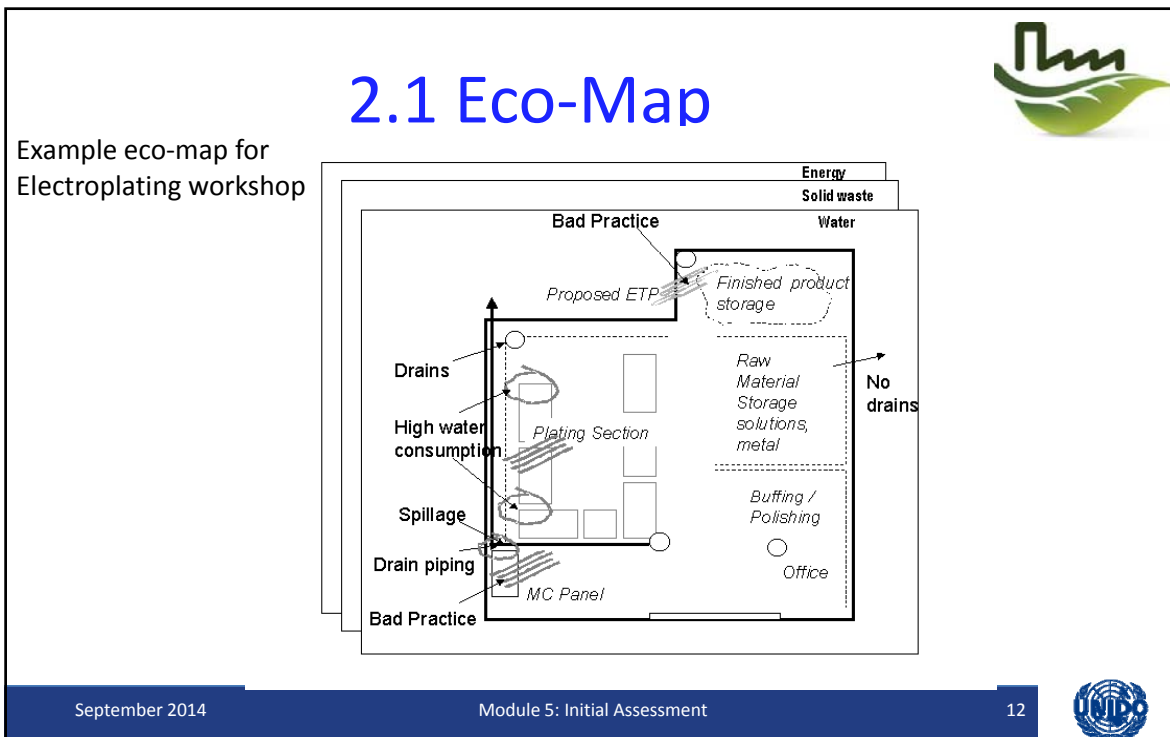 2.1 Eco-Map
Example eco-map for
Electroplating workshop
Energy
Solid waste
Water
Bad Practice
Proposed ETP
Finished product
storage
Drains
Raw
Material
Storage
solutions,
metal
No
drains
High water
consumption
Plating Section
Spillage
Buffing /
Polishing
Drain piping
Office
MC Panel
Bad Practice
September 2014
Module 5: Initial Assessment
12
UNIDO